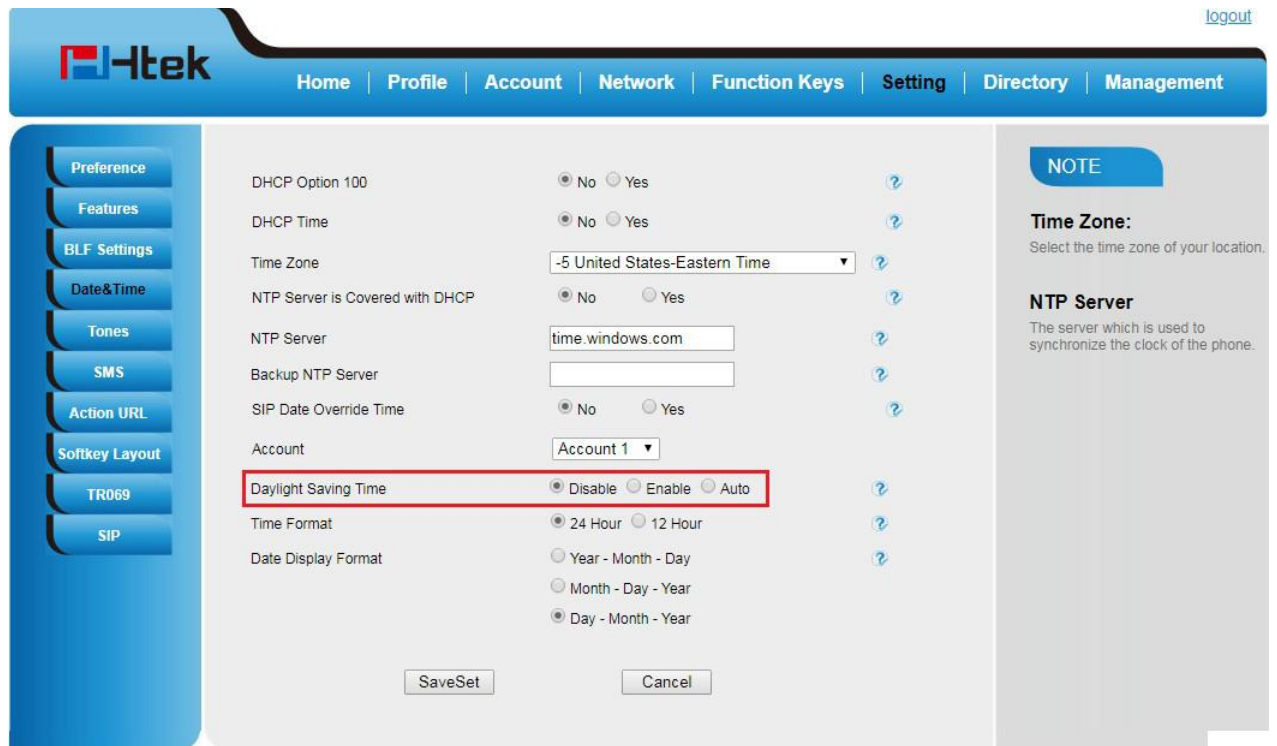 logout
Htek
Home | Profile | Account | Network | Function Keys | Setting | Directory | Management
Preference
Features
BLF Settings
Date&Time
Tones
SMS
Action URL
Softkey Layout
TR069
SIP
DHCP Option 100 No Yes
DHCP Time No Yes
Time Zone -5 United States-Eastern Time
NTP Server is Covered with DHCP No Yes
NTP Server time.windows.com
Backup NTP Server
SIP Date Override Time No Yes
Account Account 1
Daylight Saving Time Disable Enable Auto
Time Format 24 Hour 12 Hour
Date Display Format Year - Month - Day
Month - Day - Year
Day - Month - Year
SaveSet Cancel
NOTE
Time Zone:
Select the time zone of your location.
NTP Server
The server which is used to
synchronize the clock of the phone.